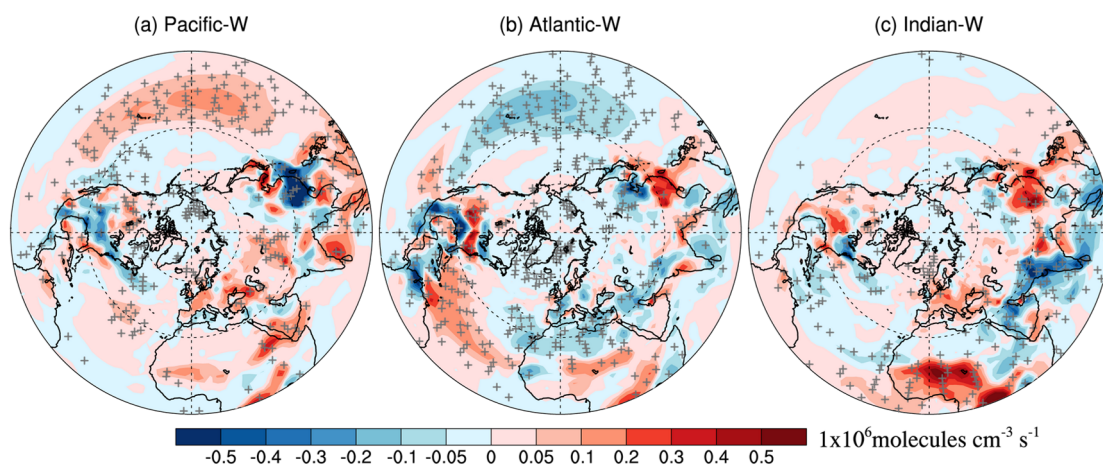 (a) Pacific-W (b) Atlantic-W (c) Indian-W
-0.5 -0.4 -0.3 -0.2 -0.1 -0.05 0 0.05 0.1 0.2 0.3 0.4 0.5 1x10⁶molecules cm⁻³ s⁻¹